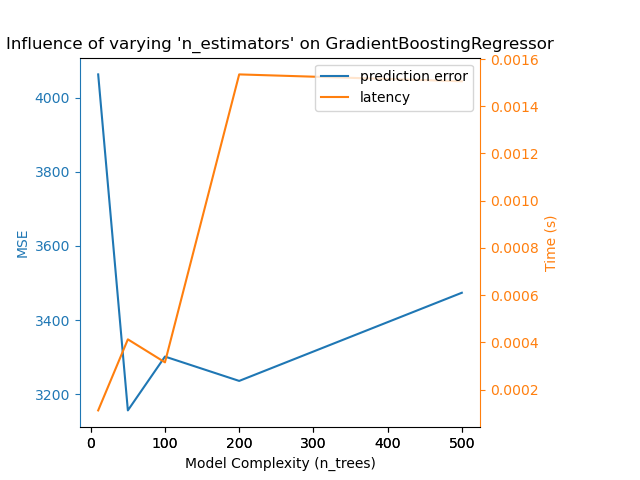 Influence of varying 'n_estimators' on GradientBoostingRegressor
prediction error
latency
4000
3800
3600
3400
3200
MSE
0.0016
0.0014
0.0012
0.0010
0.0008
0.0006
0.0004
0.0002
Time (s)
0 100 200 300 400 500
Model Complexity (n_trees)